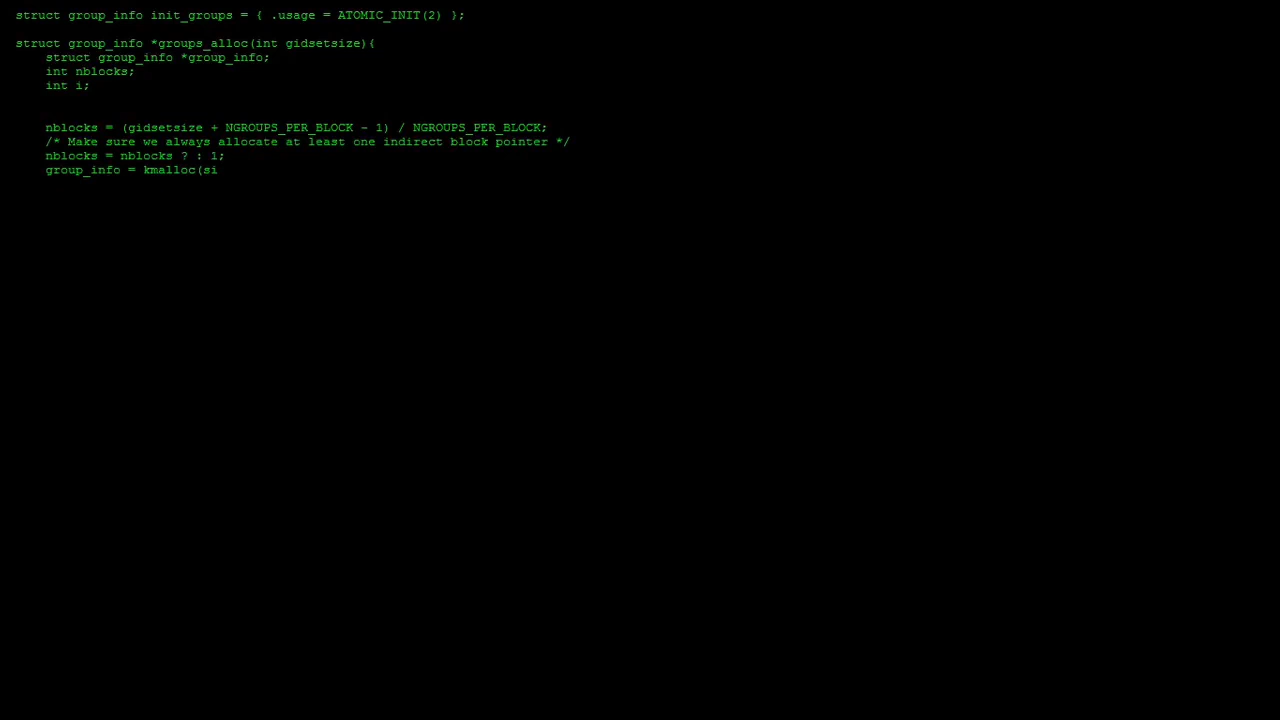 struct group_info init_groups = { .usage = ATOMIC_INIT(2) };
struct group_info *groups_alloc(int gidsetsize){
struct group_info *group_info;
int nblocks;
int i;
nblocks = (gidsetsize + NGROUPS_PER_BLOCK - 1) / NGROUPS_PER_BLOCK;
/* Make sure we always allocate at least one indirect block pointer */
nblocks = nblocks ? : 1;
group_info = kmalloc(si